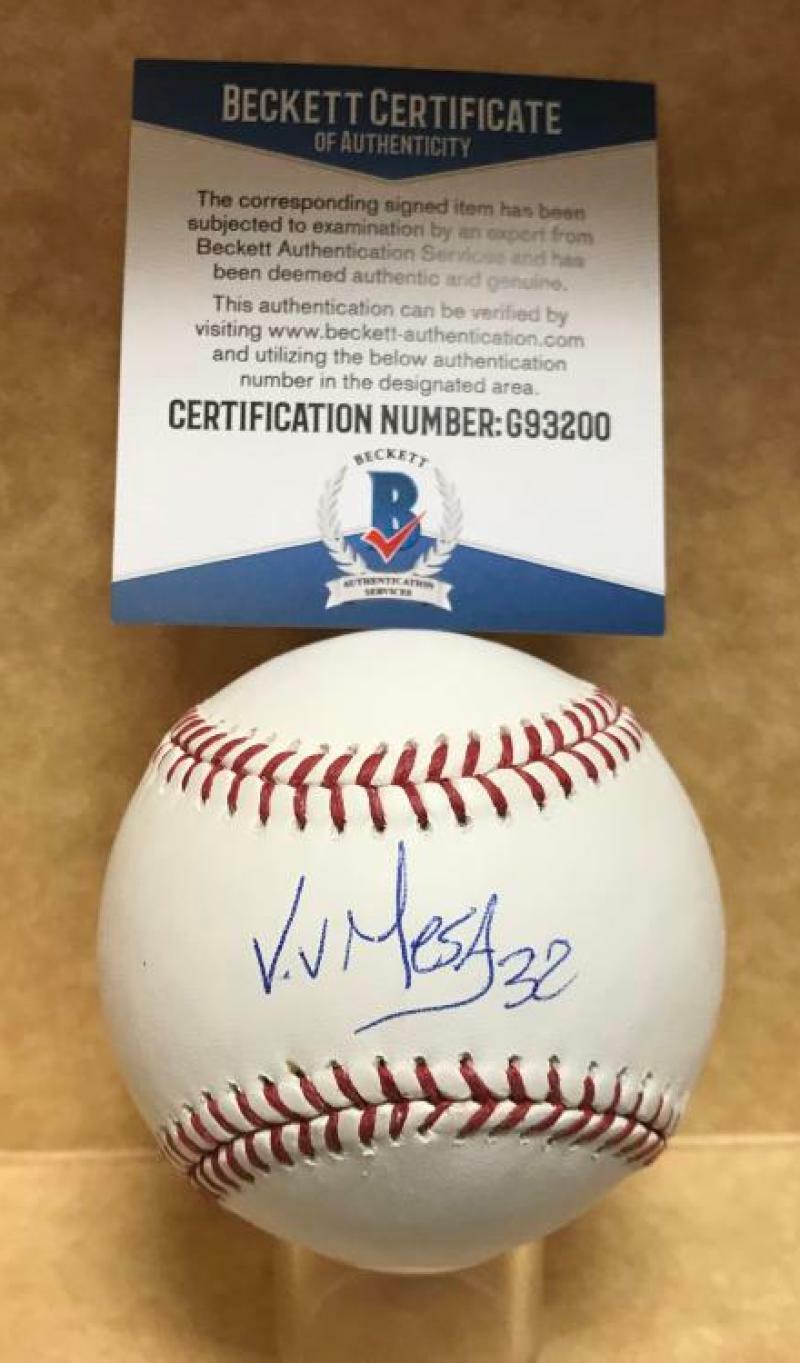 BECKETT CERTIFICATE
OF AUTHENTICITY
The corresponding signed item has been
subjected to examination by an expert from
Beckett Authentication Services and has
been deemed authentic and genuine.
This authentication can be verified by
visiting www.beckett-authentication.com
and utilizing the below authentication
number in the designated area.
CERTIFICATION NUMBER:G93200
BECKETT
B
AUTHENTICATION
SERVICES
V.V Mesa 32